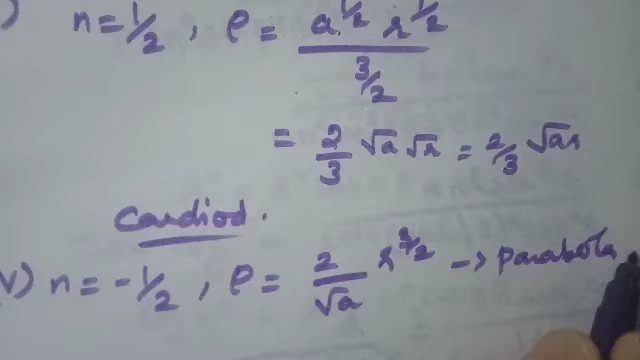 ) n = 1/2 , ρ = a^1/2 r^1/2 / 3/2
= 2/3 √a √r = 2/3 √ar
Cardiod.
v) n = -1/2 , ρ = 2/√a r^3/2 → parabola